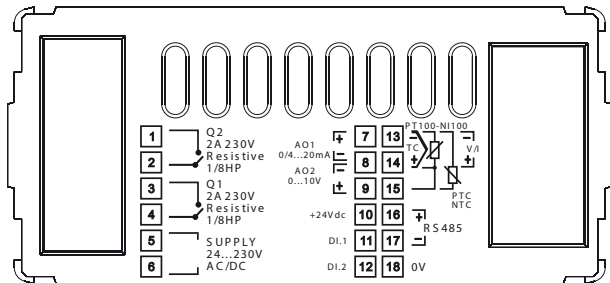 1
Q2
2A 230V
2
Resistive
1/8HP
3
Q1
2A 230V
4
Resistive
1/8HP
5
SUPPLY
24...230V
6
AC/DC
PT100-NI100
AO1
0/4...20mA
+
-
7
13
-
TC
-
V/I
8
14
+
+
AO2
0...10V
-
+
9
15
PTC
NTC
+24Vdc
10
16
+
RS485
DI.1
11
17
-
DI.2
12
18
0V